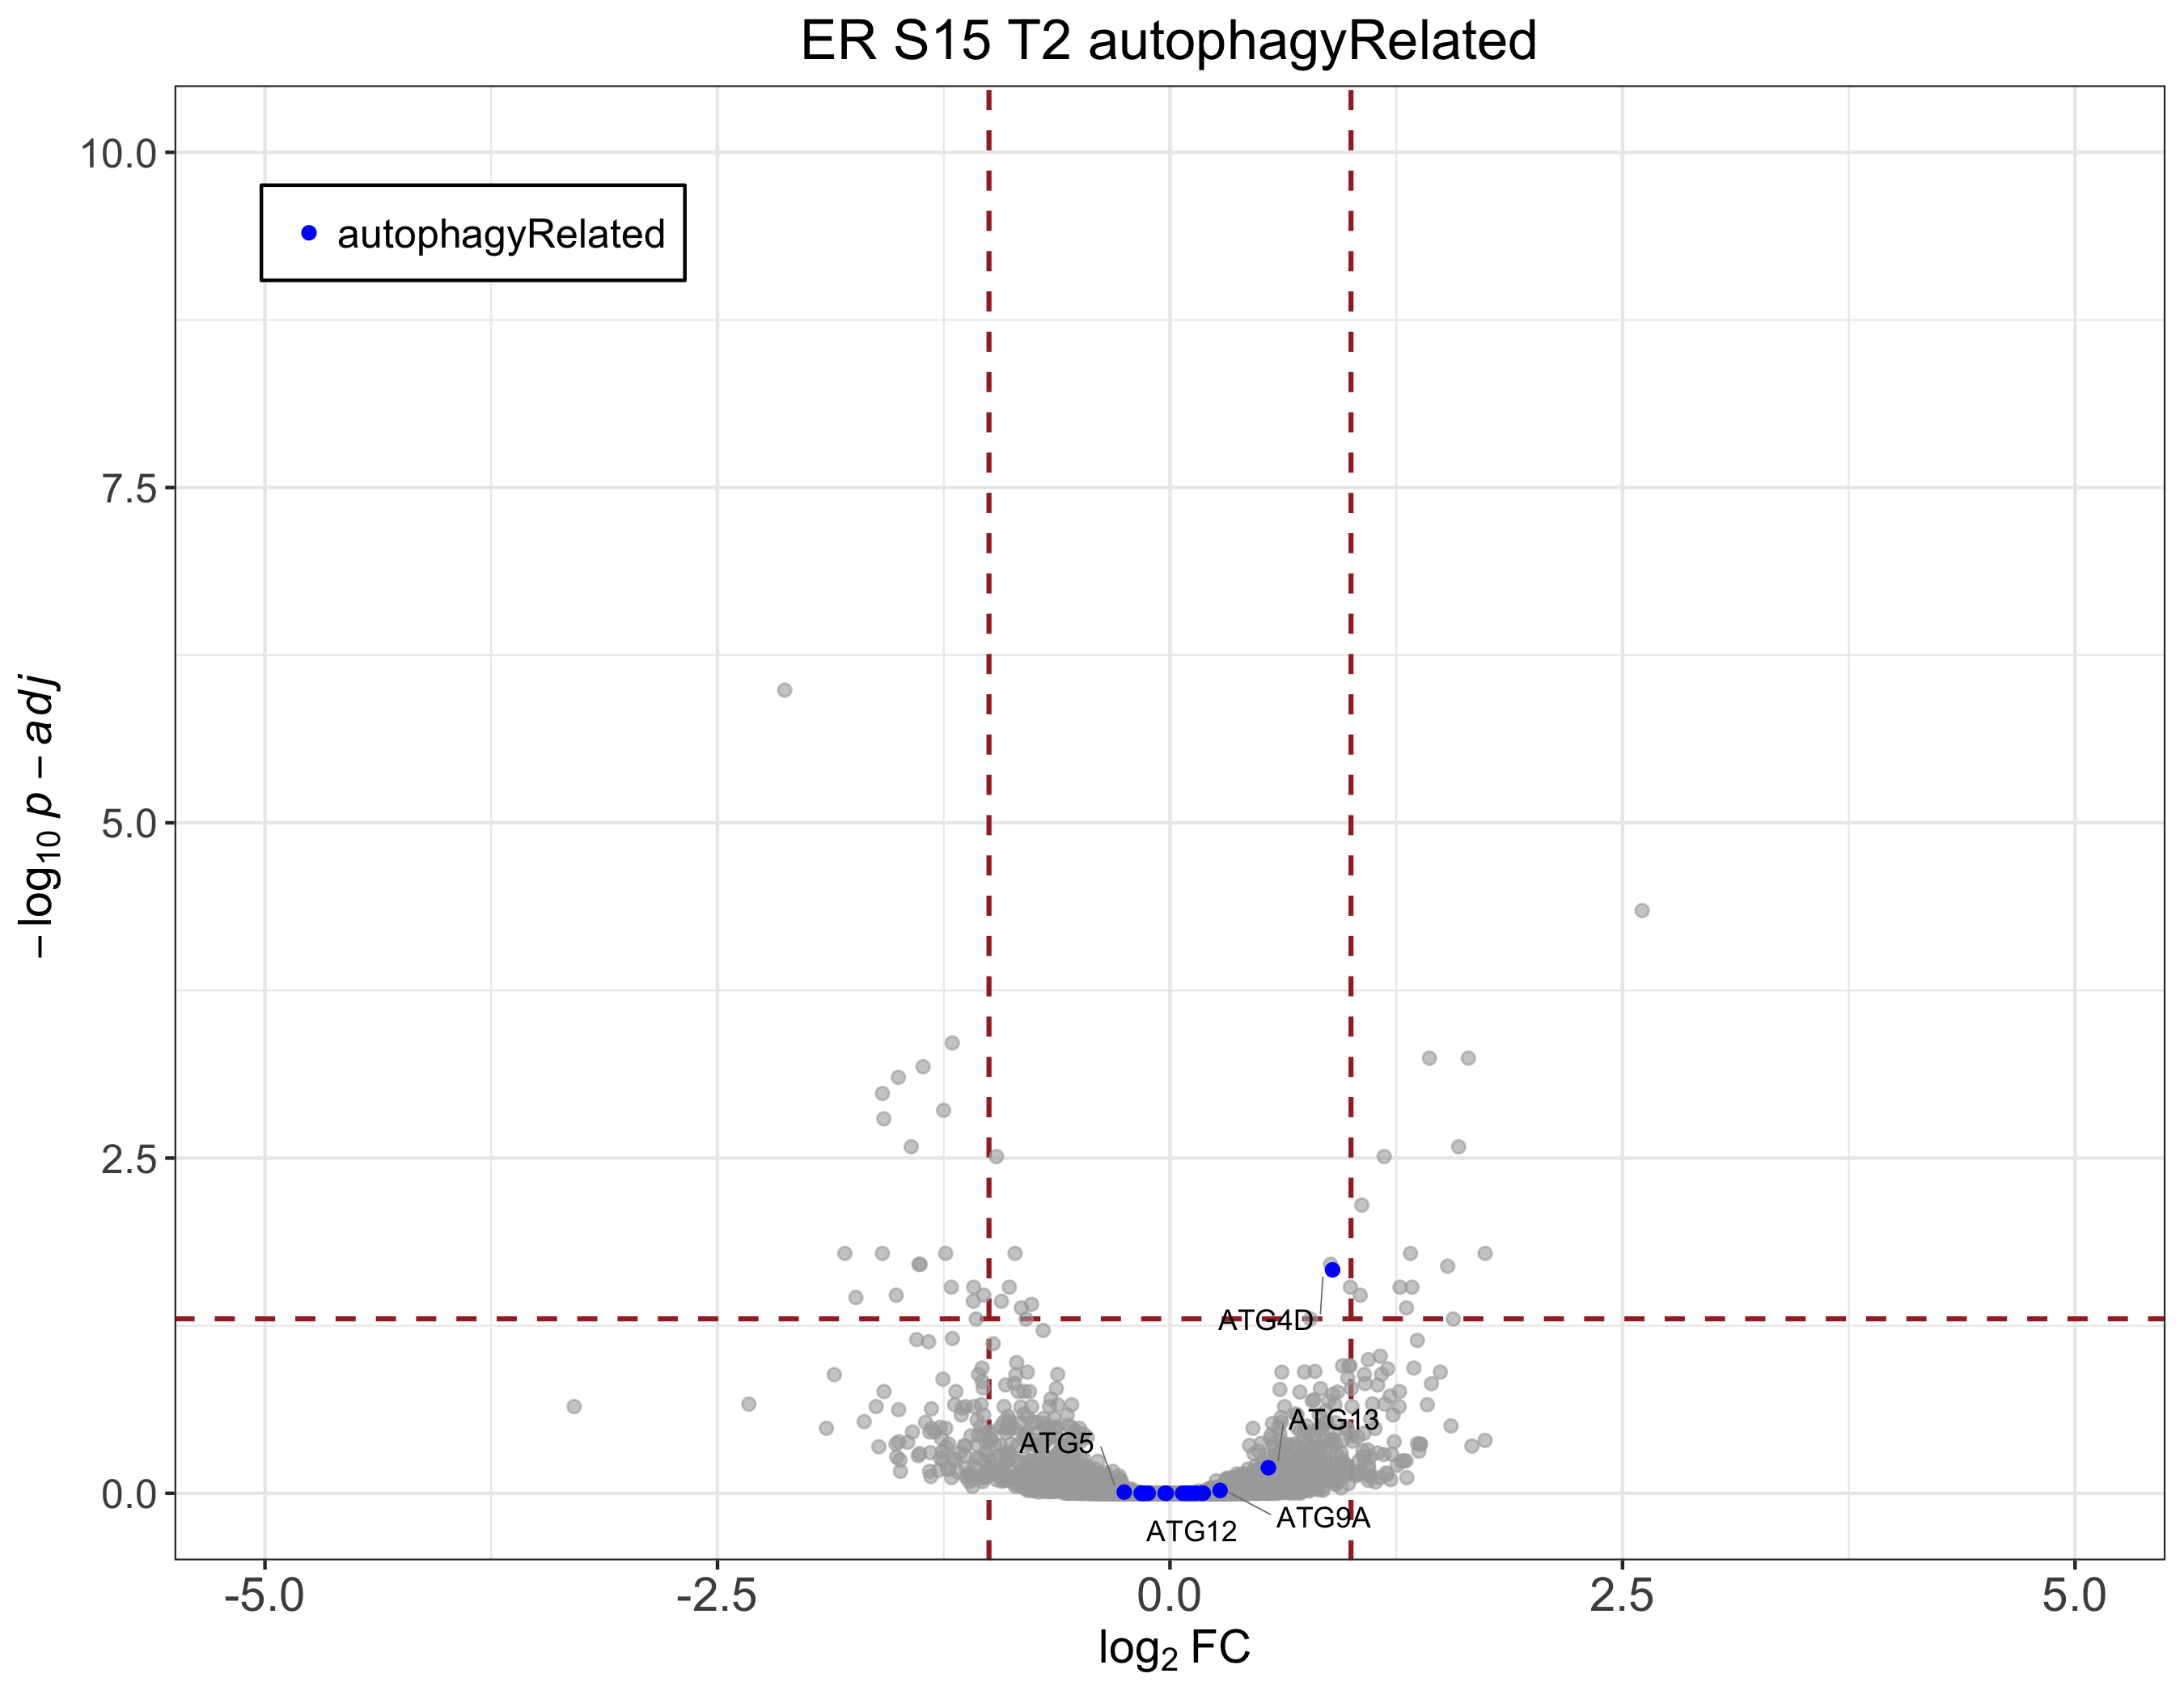 ER S15 T2 autophagyRelated
autophagyRelated
10.0
7.5
5.0
2.5
0.0
−log₁₀ p − adj
ATG4D
ATG13
ATG5
ATG9A
ATG12
-5.0
-2.5
0.0
2.5
5.0
log₂ FC